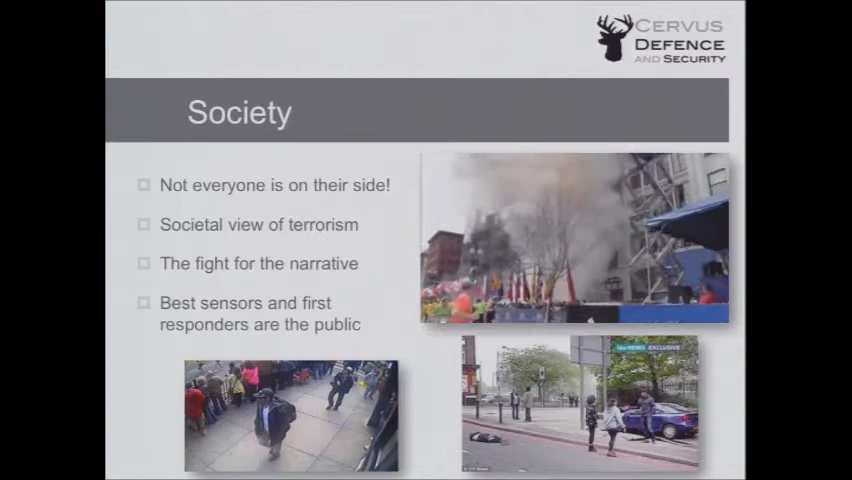 CERVUS
DEFENCE
AND SECURITY
Society
Not everyone is on their side!
Societal view of terrorism
The fight for the narrative
Best sensors and first
responders are the public
itv NEWS EXCLUSIVE